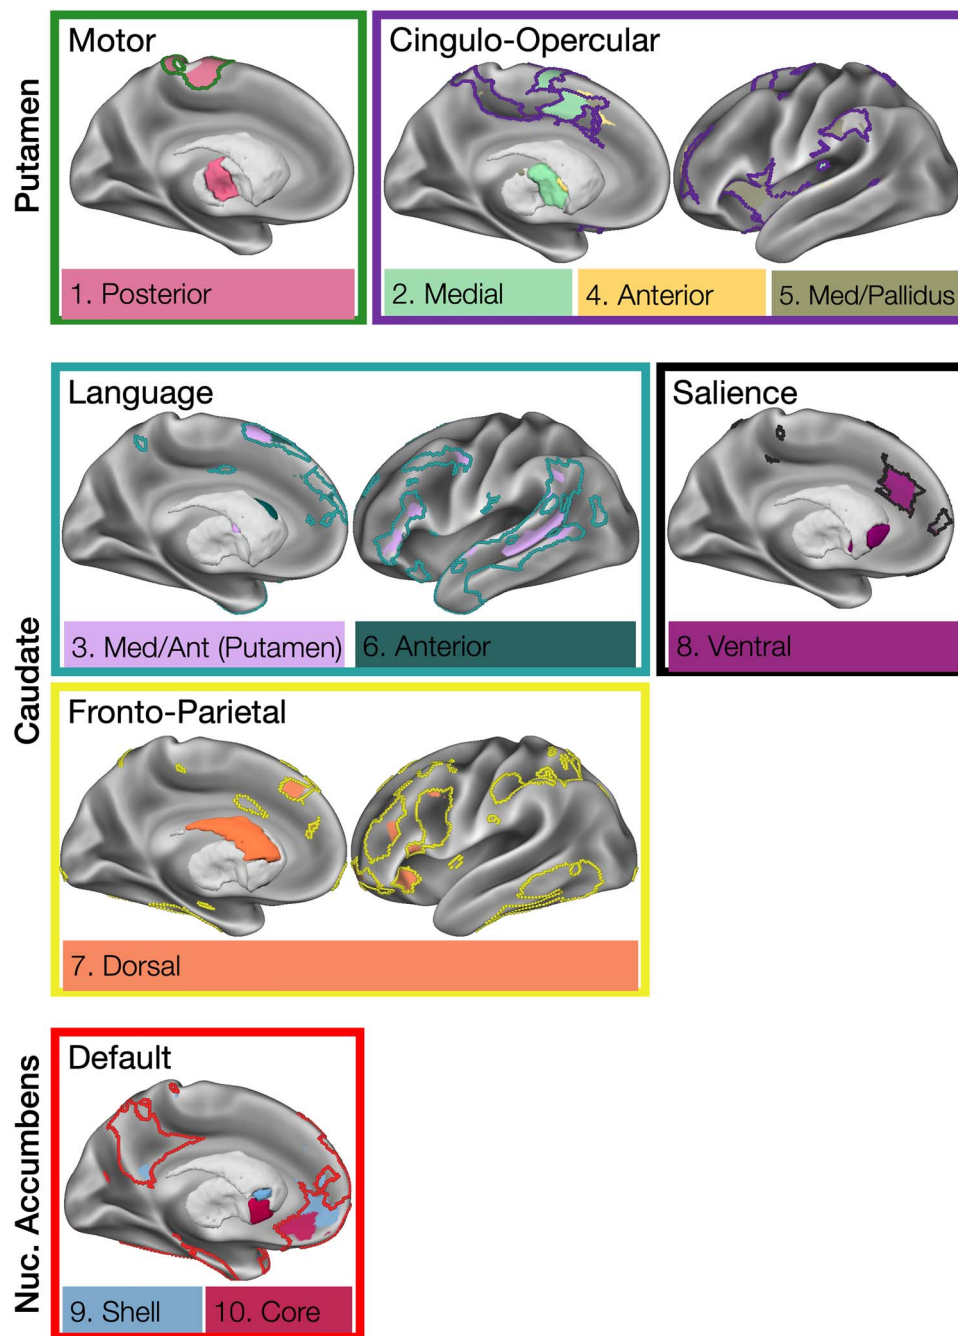 Putamen
Motor
1. Posterior
Cingulo-Opercular
2. Medial
4. Anterior
5. Med/Pallidus
Caudate
Language
3. Med/Ant (Putamen)
6. Anterior
Salience
8. Ventral
Fronto-Parietal
7. Dorsal
Nuc. Accumbens
Default
9. Shell
10. Core